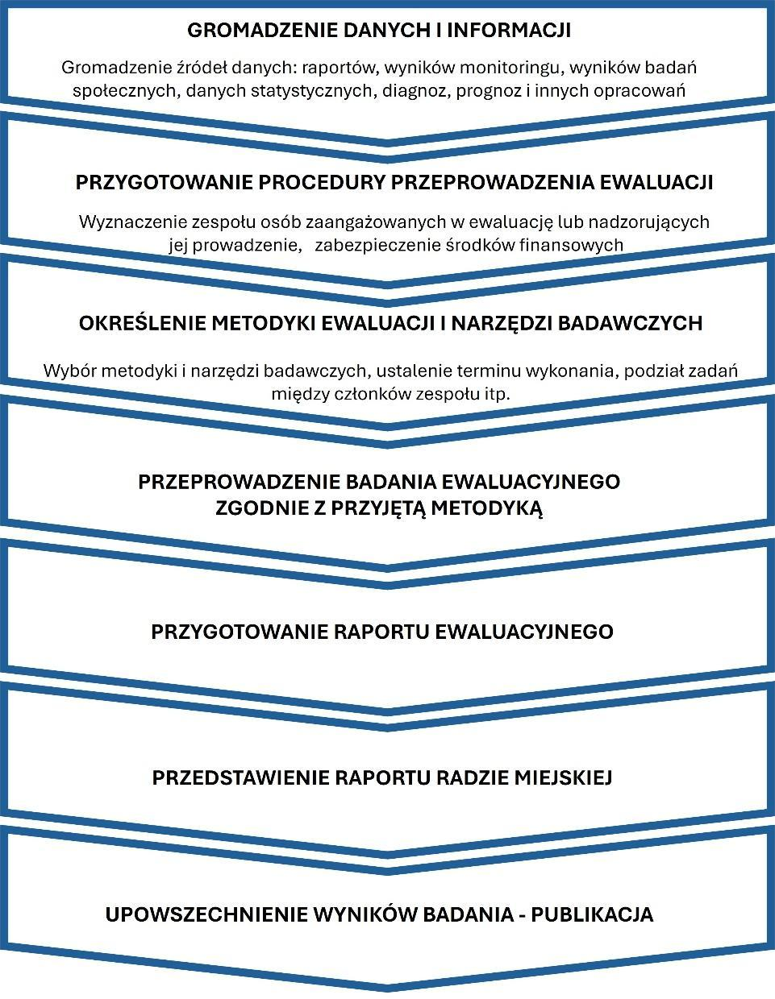 GROMADZENIE DANYCH I INFORMACJI
Gromadzenie źródeł danych: raportów, wyników monitoringu, wyników badań
społecznych, danych statystycznych, diagnoz, prognoz i innych opracowań
PRZYGOTOWANIE PROCEDURY PRZEPROWADZENIA EWALUACJI
Wyznaczenie zespołu osób zaangażowanych w ewaluację lub nadzorujących
jej prowadzenie, zabezpieczenie środków finansowych
OKREŚLENIE METODYKI EWALUACJI I NARZĘDZI BADAWCZYCH
Wybór metodyki i narzędzi badawczych, ustalenie terminu wykonania, podział zadań
między członków zespołu itp.
PRZEPROWADZENIE BADANIA EWALUACYJNEGO
ZGODNIE Z PRZYJĘTĄ METODYKĄ
PRZYGOTOWANIE RAPORTU EWALUACYJNEGO
PRZEDSTAWIENIE RAPORTU RADZIE MIEJSKIEJ
UPOWSZECHNIENIE WYNIKÓW BADANIA - PUBLIKACJA